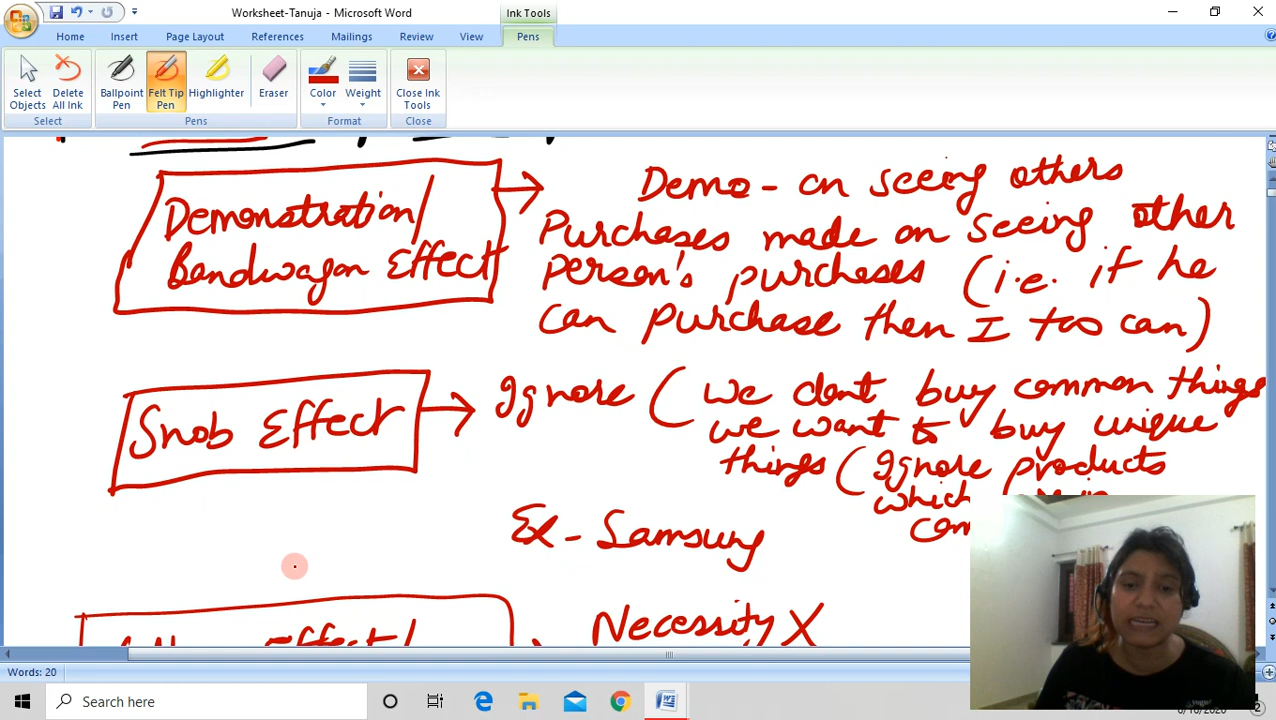 Worksheet-Tanuja - Microsoft Word
Ink Tools
Home
Insert
Page Layout
References
Mailings
Review
View
Pens
Select Objects
Delete All Ink
Ballpoint Pen
Felt Tip Pen
Highlighter
Eraser
Color
Weight
Close Ink Tools
Select
Pens
Format
Close
Demonstration/
Bandwagon Effect
Demo - on seeing others
Purchases made on seeing other
person's purchases (i.e. if he
can purchase then I too can)
Snob Effect
Ignore (we dont buy common things
we want to buy unique
things (Ignore products
which
Ex - Samsung
effect/
Necessity X
Words: 20
Search here